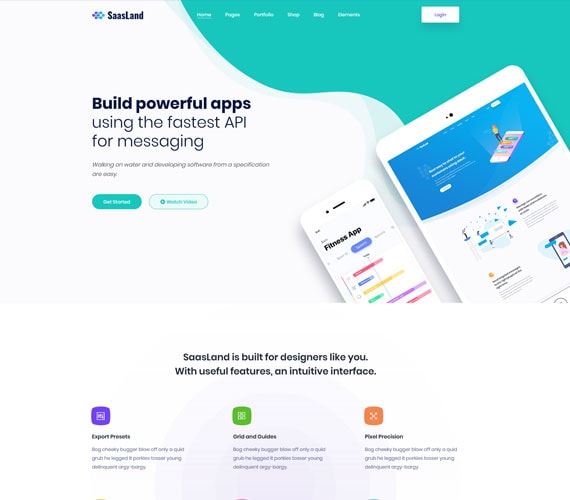 SaasLand
Home Pages Portfolio Shop Blog Elements
Login
Build powerful apps
using the fastest API
for messaging
Walking on water and developing software from a specification
are easy.
Get Started
Watch Video
Fitness App
SaasLand is built for designers like you.
With useful features, an intuitive interface.
Export Presets
Bog cheeky bugger blow off only a quid
grub he legged it porkies tosser young
delinquent argy-bargy.
Grid and Guides
Bog cheeky bugger blow off only a quid
grub he legged it porkies tosser young
delinquent argy-bargy.
Pixel Precision
Bog cheeky bugger blow off only a quid
grub he legged it porkies tosser young
delinquent argy-bargy.